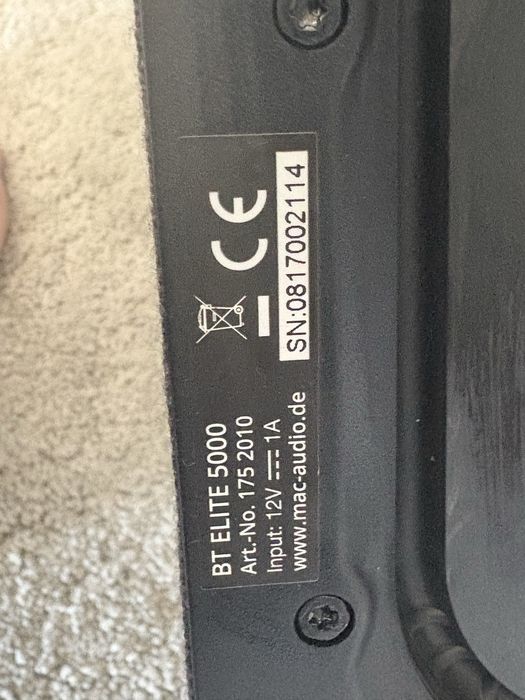 BT ELITE 5000
Art.-No. 175 2010
Input: 12V ⎓ 1A
www.mac-audio.de
CE
SN:0817002114